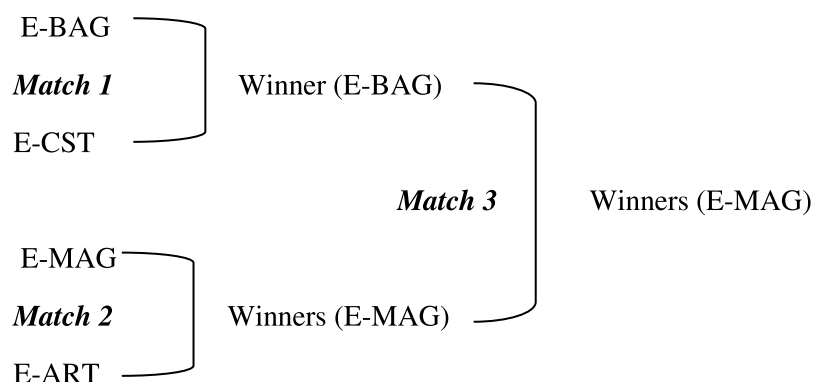 E-BAG
Match 1
Winner (E-BAG)
E-CST
Match 3
Winners (E-MAG)
E-MAG
Match 2
Winners (E-MAG)
E-ART